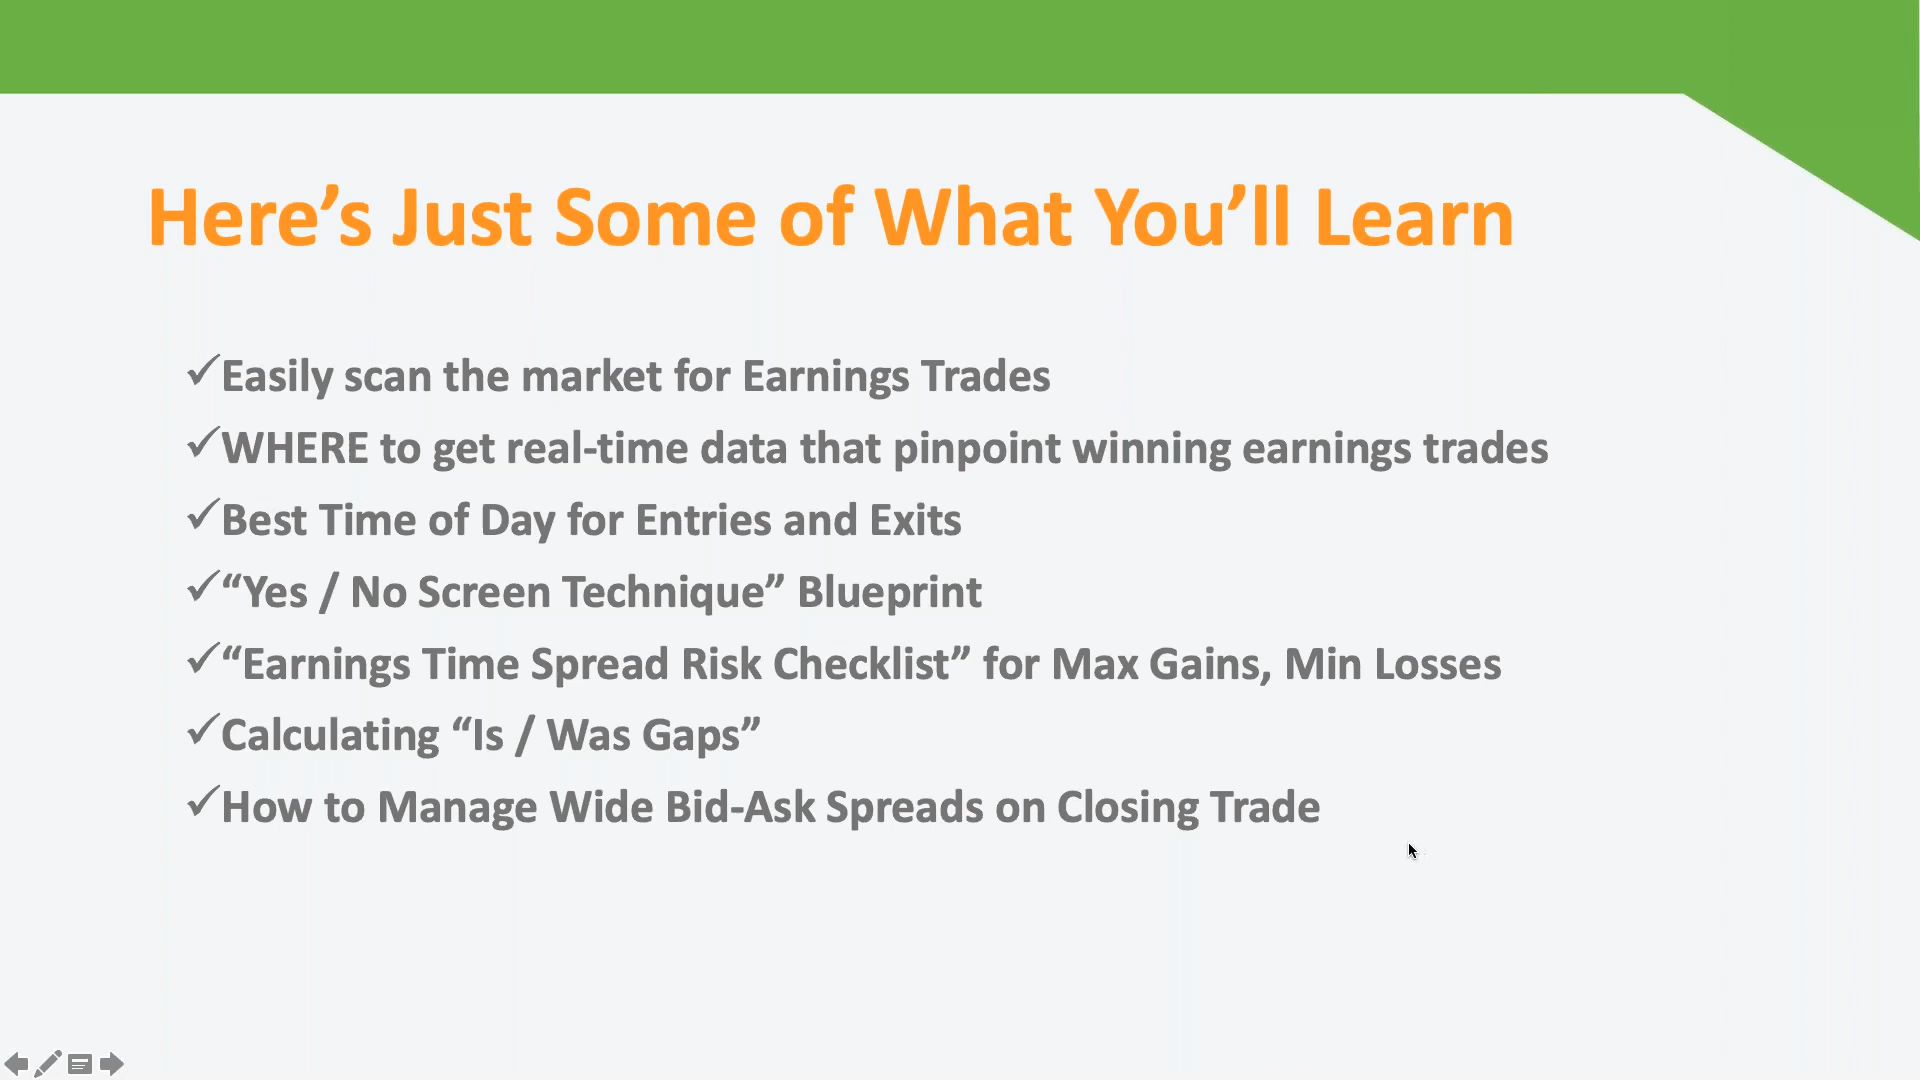 Here’s Just Some of What You’ll Learn
✓Easily scan the market for Earnings Trades
✓WHERE to get real-time data that pinpoint winning earnings trades
✓Best Time of Day for Entries and Exits
✓“Yes / No Screen Technique” Blueprint
✓“Earnings Time Spread Risk Checklist” for Max Gains, Min Losses
✓Calculating “Is / Was Gaps”
✓How to Manage Wide Bid-Ask Spreads on Closing Trade